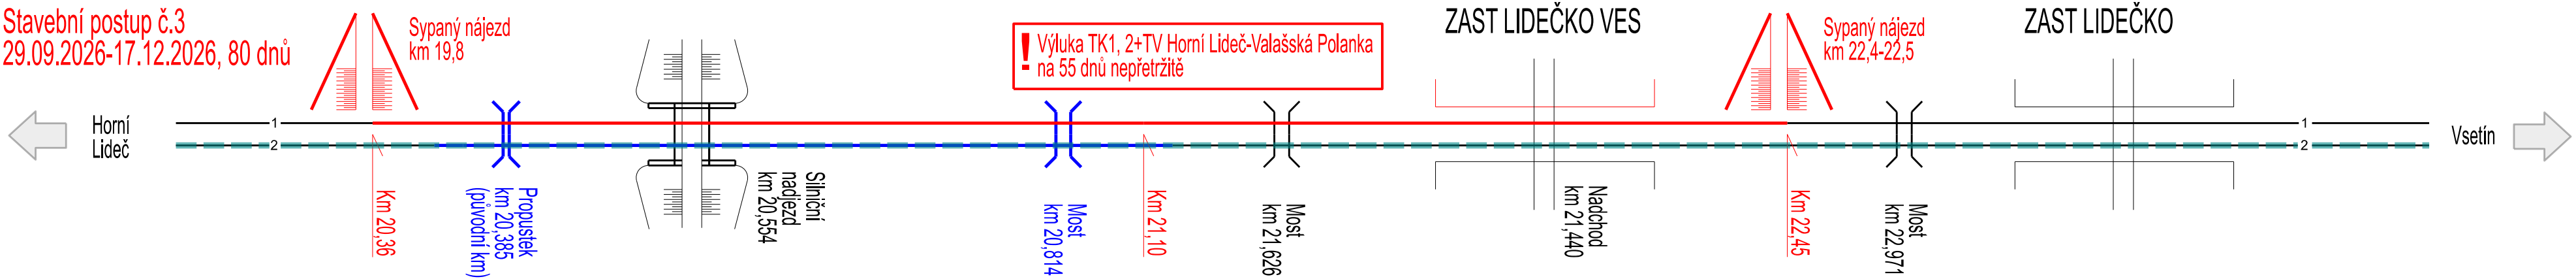 Stavební postup č.3
29.09.2026-17.12.2026, 80 dnů
Sypaný nájezd
km 19,8
! Výluka TK1, 2+TV Horní Lideč-Valašská Polanka
na 55 dnů nepřetržitě
ZAST LIDEČKO VES
Sypaný nájezd
km 22,4-22,5
ZAST LIDEČKO
Horní
Lideč
1
2
1
2
Vsetín
Km 20,36
Propustek
km 20,385
(původní km)
Silniční
nadjezd
km 20,554
Most
km 20,814
Km 21,10
Most
km 21,626
Nadchod
km 21,440
Km 22,45
Most
km 22,971